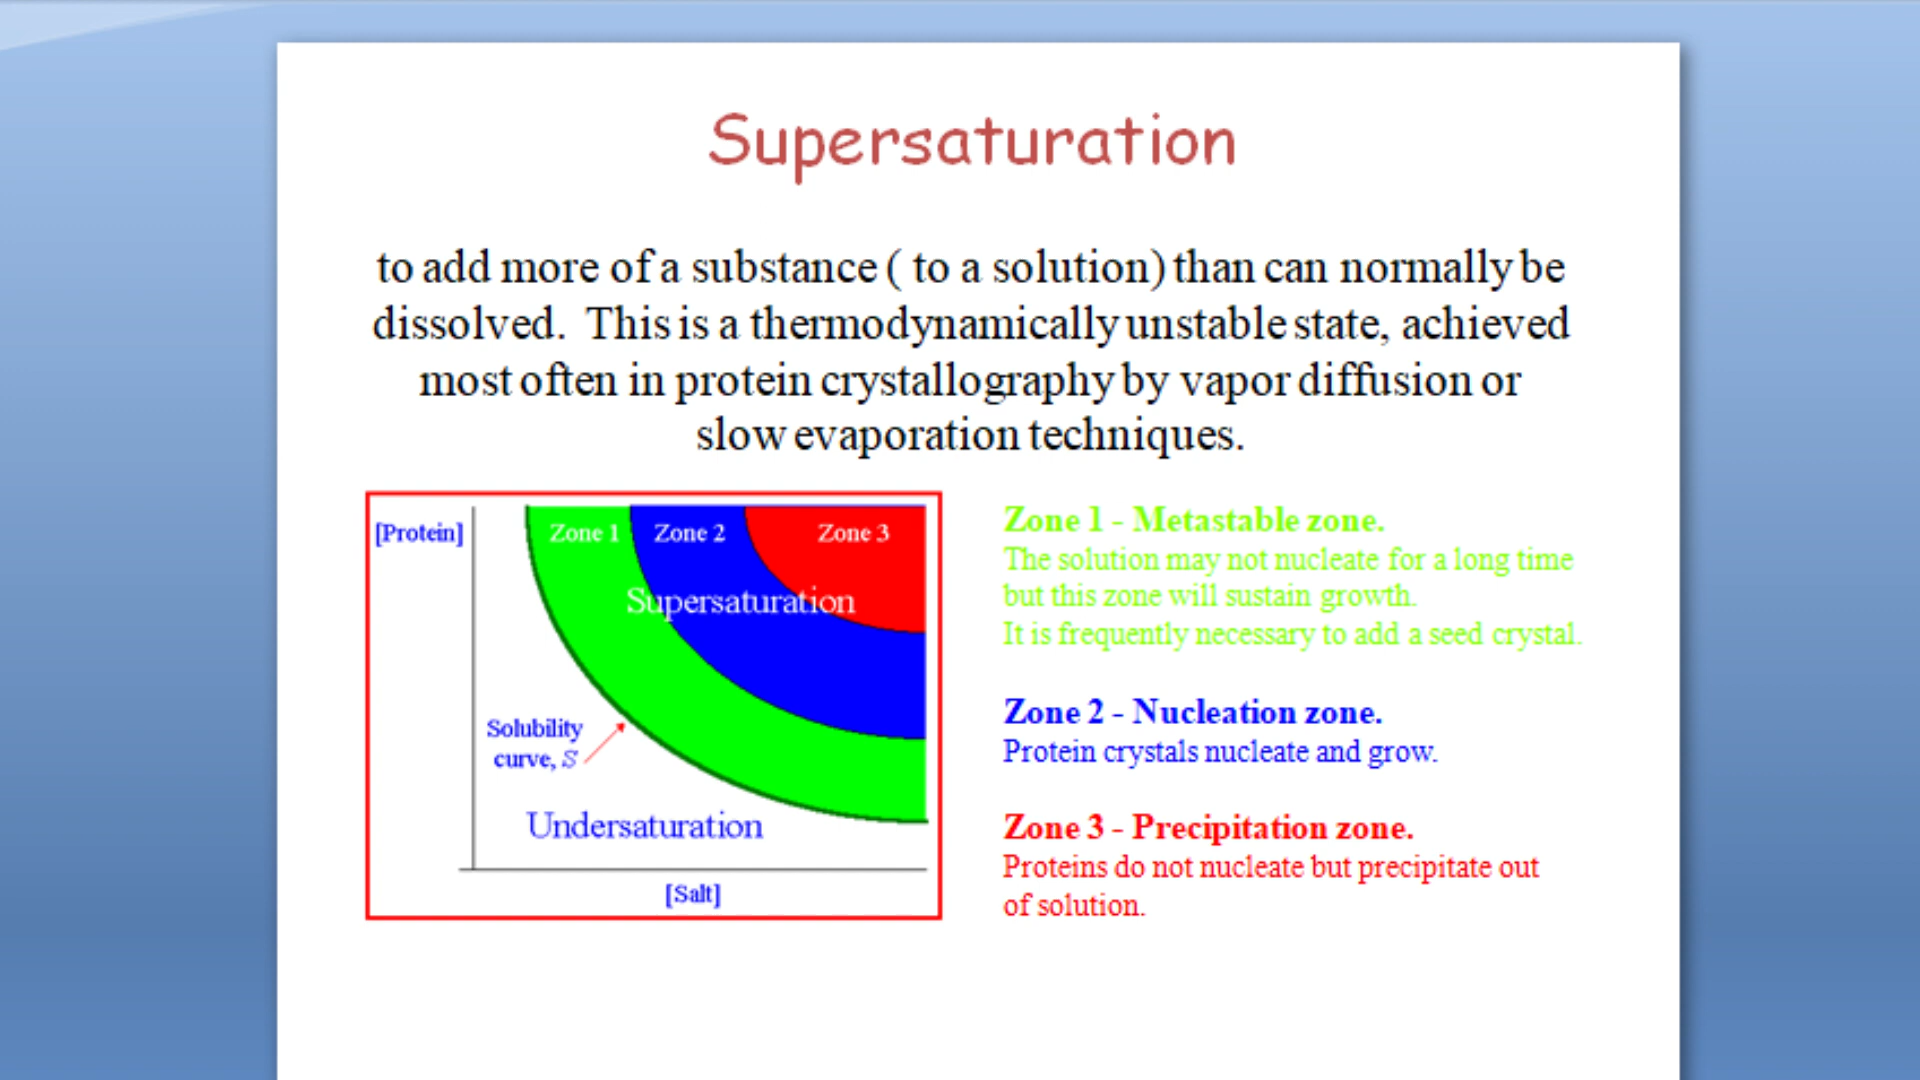 Supersaturation
to add more of a substance ( to a solution) than can normally be
dissolved.  This is a thermodynamically unstable state, achieved
most often in protein crystallography by vapor diffusion or
slow evaporation techniques.
[Protein]
Zone 1
Zone 2
Zone 3
Supersaturation
Solubility
curve, S
Undersaturation
[Salt]
Zone 1 - Metastable zone.
The solution may not nucleate for a long time
but this zone will sustain growth.
It is frequently necessary to add a seed crystal.
Zone 2 - Nucleation zone.
Protein crystals nucleate and grow.
Zone 3 - Precipitation zone.
Proteins do not nucleate but precipitate out
of solution.